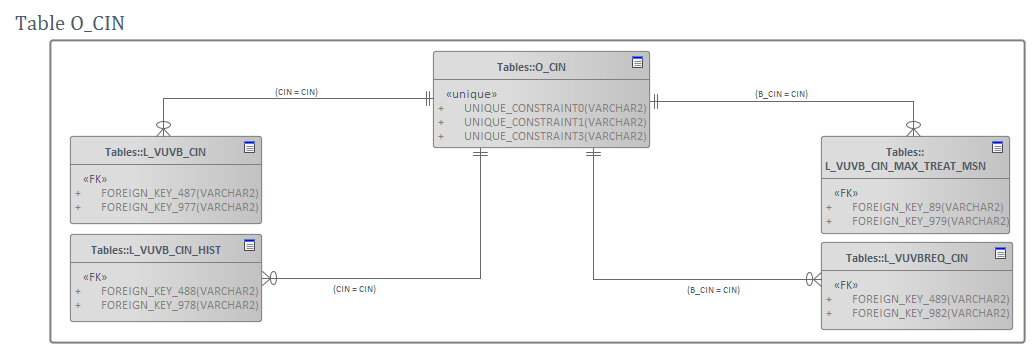 Table O_CIN
Tables::O_CIN
«unique»
+ UNIQUE_CONSTRAINT0(VARCHAR2)
+ UNIQUE_CONSTRAINT1(VARCHAR2)
+ UNIQUE_CONSTRAINT3(VARCHAR2)
(CIN = CIN)
(B_CIN = CIN)
Tables::L_VUVB_CIN
«FK»
+ FOREIGN_KEY_487(VARCHAR2)
+ FOREIGN_KEY_977(VARCHAR2)
Tables::
L_VUVB_CIN_MAX_TREAT_MSN
«FK»
+ FOREIGN_KEY_89(VARCHAR2)
+ FOREIGN_KEY_979(VARCHAR2)
Tables::L_VUVB_CIN_HIST
«FK»
+ FOREIGN_KEY_488(VARCHAR2)
+ FOREIGN_KEY_978(VARCHAR2)
(CIN = CIN)
(B_CIN = CIN)
Tables::L_VUVBREQ_CIN
«FK»
+ FOREIGN_KEY_489(VARCHAR2)
+ FOREIGN_KEY_982(VARCHAR2)